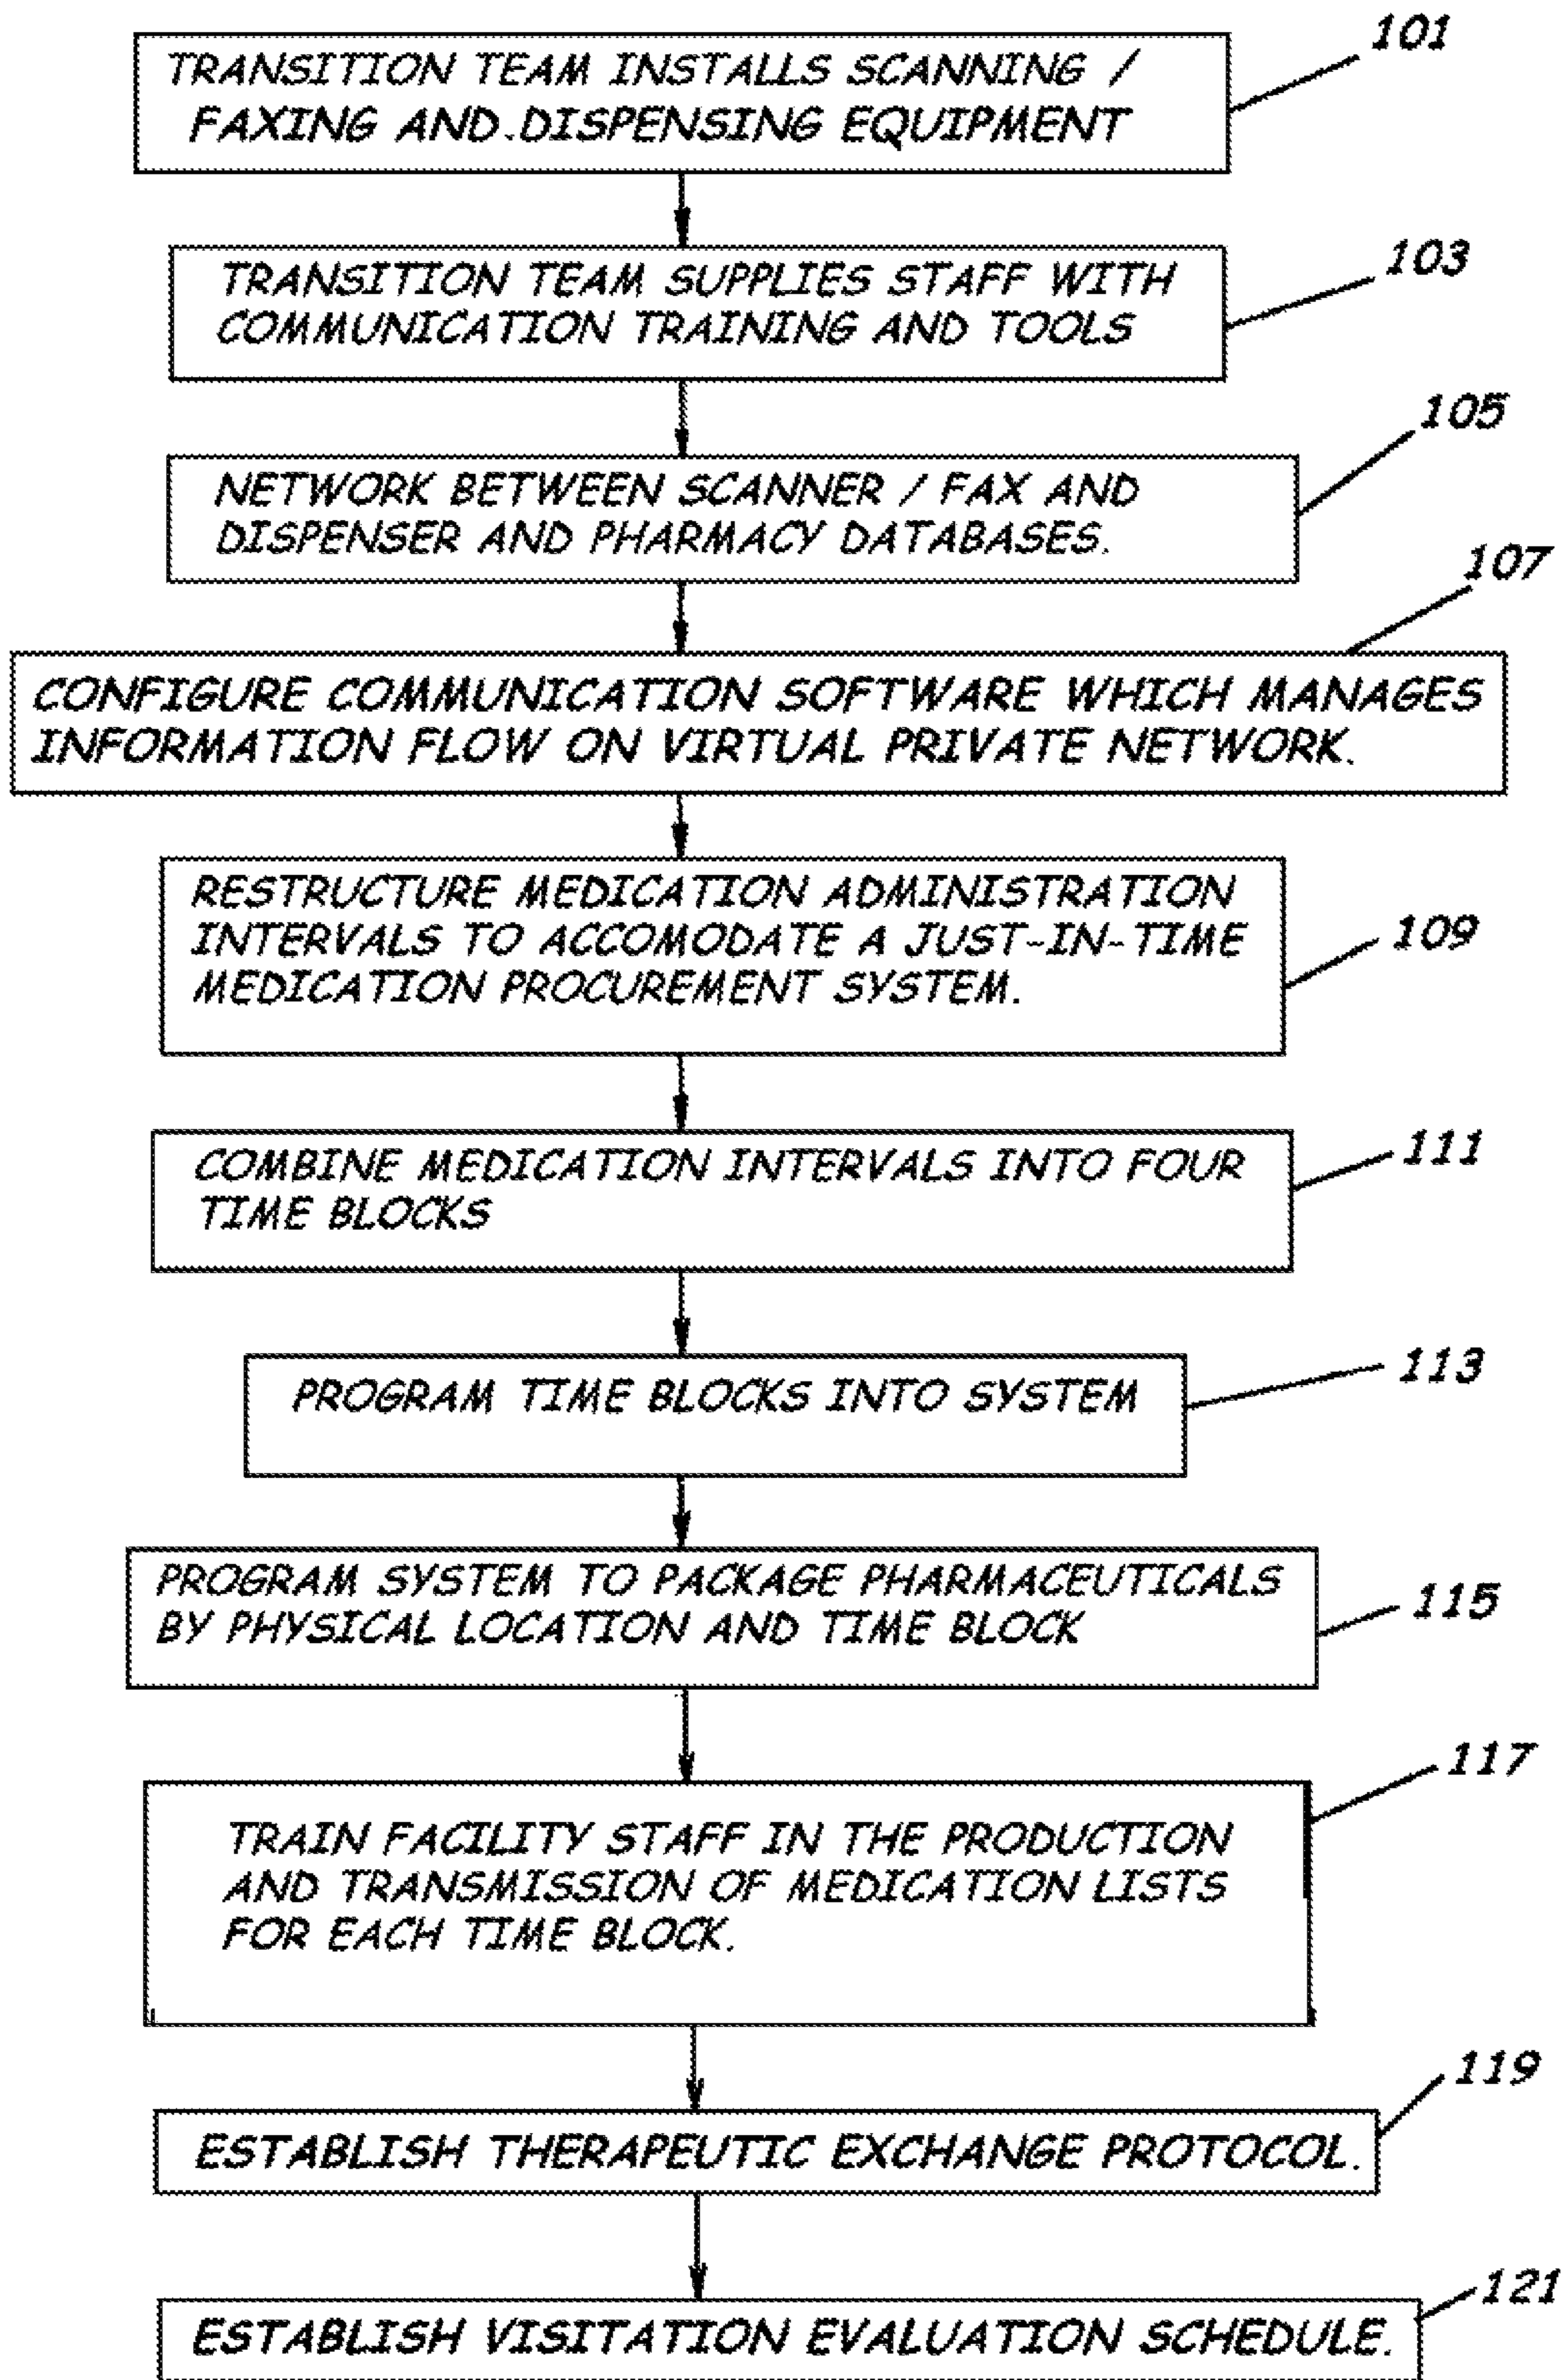 101
TRANSITION TEAM INSTALLS SCANNING /
FAXING AND DISPENSING EQUIPMENT
103
TRANSITION TEAM SUPPLIES STAFF WITH
COMMUNICATION TRAINING AND TOOLS
105
NETWORK BETWEEN SCANNER / FAX AND
DISPENSER AND PHARMACY DATABASES.
107
CONFIGURE COMMUNICATION SOFTWARE WHICH MANAGES
INFORMATION FLOW ON VIRTUAL PRIVATE NETWORK.
RESTRUCTURE MEDICATION ADMINISTRATION
INTERVALS TO ACCOMODATE A JUST-IN-TIME
MEDICATION PROCUREMENT SYSTEM.
109
COMBINE MEDICATION INTERVALS INTO FOUR
TIME BLOCKS
111
PROGRAM TIME BLOCKS INTO SYSTEM
113
PROGRAM SYSTEM TO PACKAGE PHARMACEUTICALS
BY PHYSICAL LOCATION AND TIME BLOCK
115
117
TRAIN FACILITY STAFF IN THE PRODUCTION
AND TRANSMISSION OF MEDICATION LISTS
FOR EACH TIME BLOCK.
119
ESTABLISH THERAPEUTIC EXCHANGE PROTOCOL.
121
ESTABLISH VISITATION EVALUATION SCHEDULE.